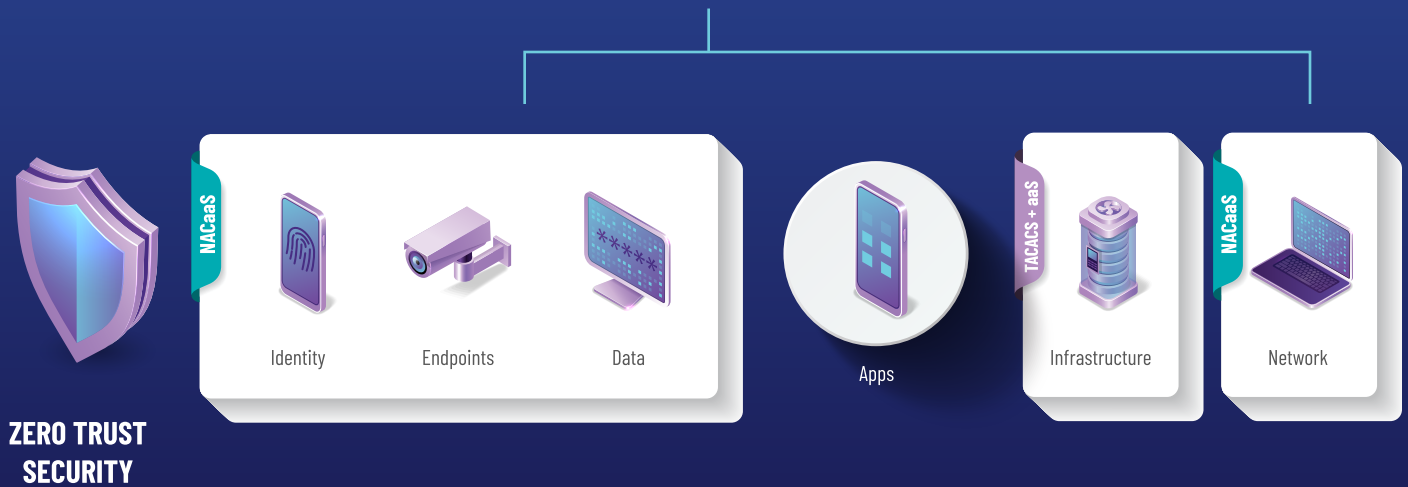 NACaaS
Identity
Endpoints
Data
Apps
TACACS + aaS
Infrastructure
NACaaS
Network
ZERO TRUST
SECURITY